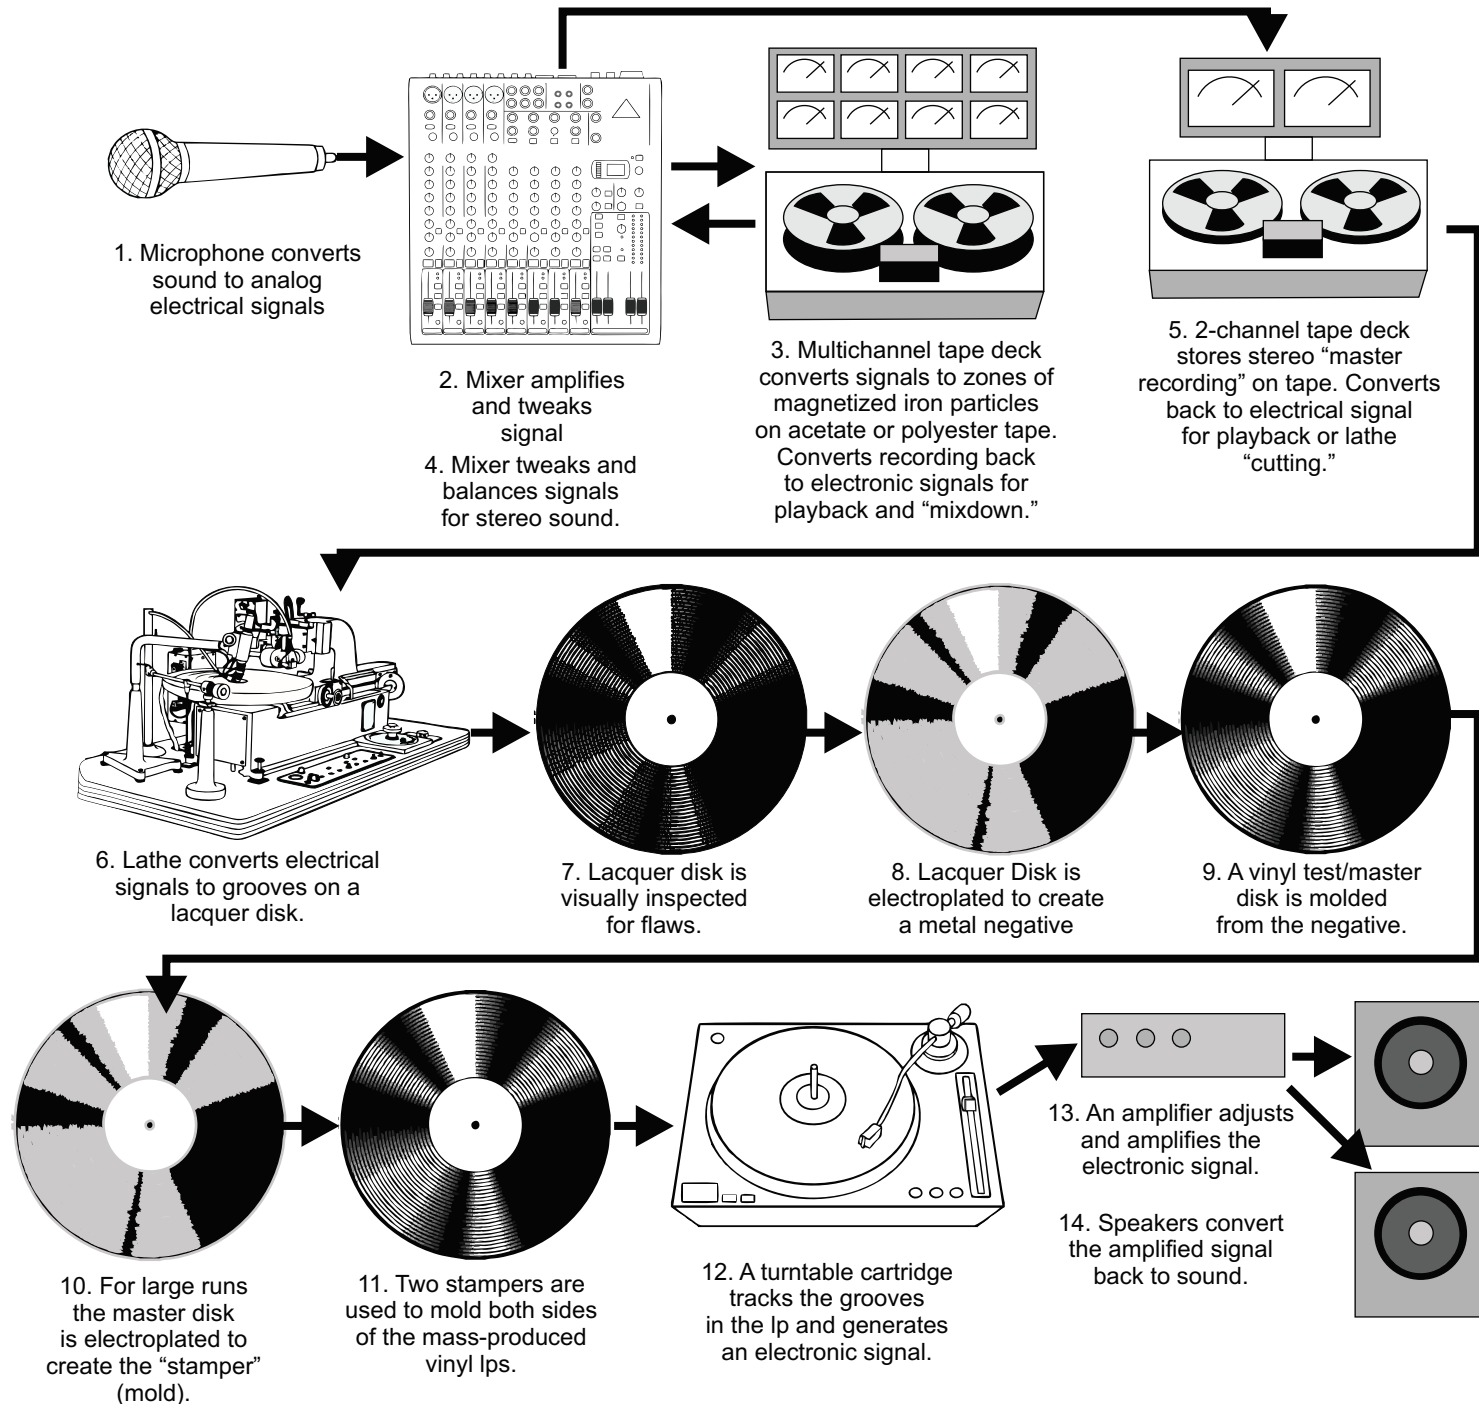 1. Microphone converts
sound to analog
electrical signals
2. Mixer amplifies
and tweaks
signal
4. Mixer tweaks and
balances signals
for stereo sound.
3. Multichannel tape deck
converts signals to zones of
magnetized iron particles
on acetate or polyester tape.
Converts recording back
to electronic signals for
playback and “mixdown.”
5. 2-channel tape deck
stores stereo “master
recording” on tape. Converts
back to electrical signal
for playback or lathe
“cutting.”
6. Lathe converts electrical
signals to grooves on a
lacquer disk.
7. Lacquer disk is
visually inspected
for flaws.
8. Lacquer Disk is
electroplated to create
a metal negative
9. A vinyl test/master
disk is molded
from the negative.
10. For large runs
the master disk
is electroplated to
create the “stamper”
(mold).
11. Two stampers are
used to mold both sides
of the mass-produced
vinyl lps.
12. A turntable cartridge
tracks the grooves
in the lp and generates
an electronic signal.
13. An amplifier adjusts
and amplifies the
electronic signal.
14. Speakers convert
the amplified signal
back to sound.